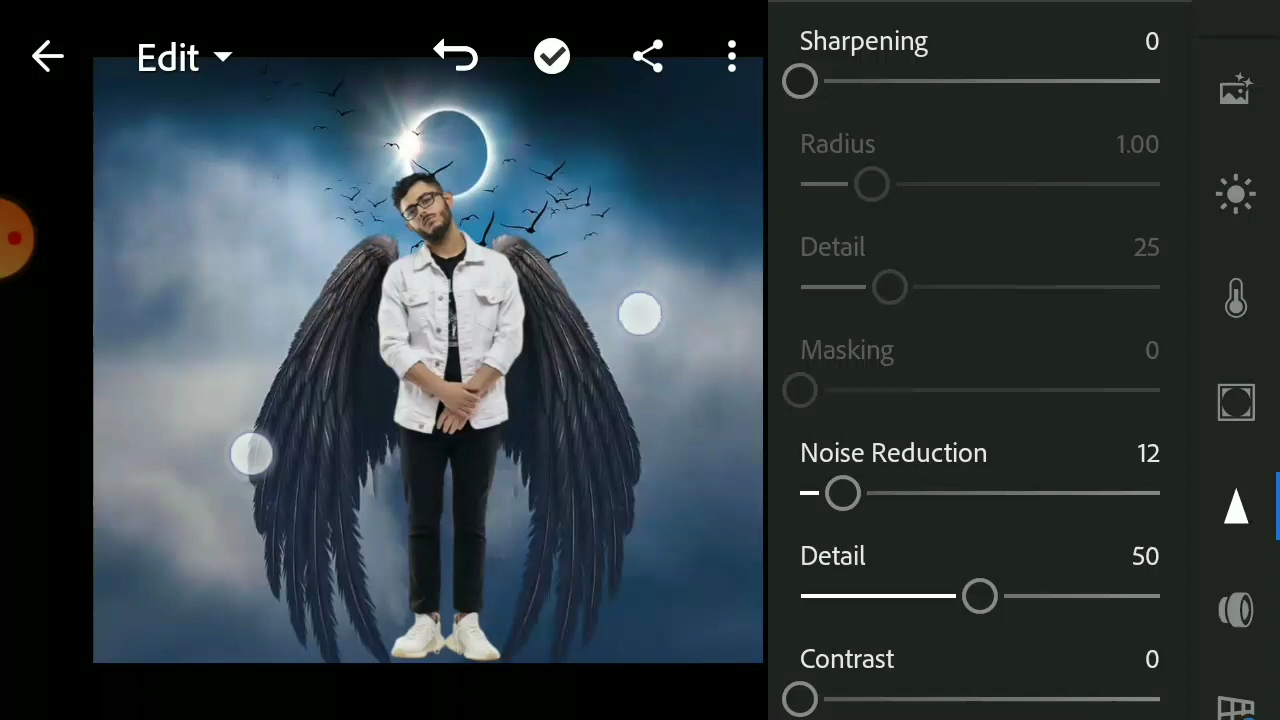 Edit
Sharpening 0
Radius 1.00
Detail 25
Masking 0
Noise Reduction 12
Detail 50
Contrast 0